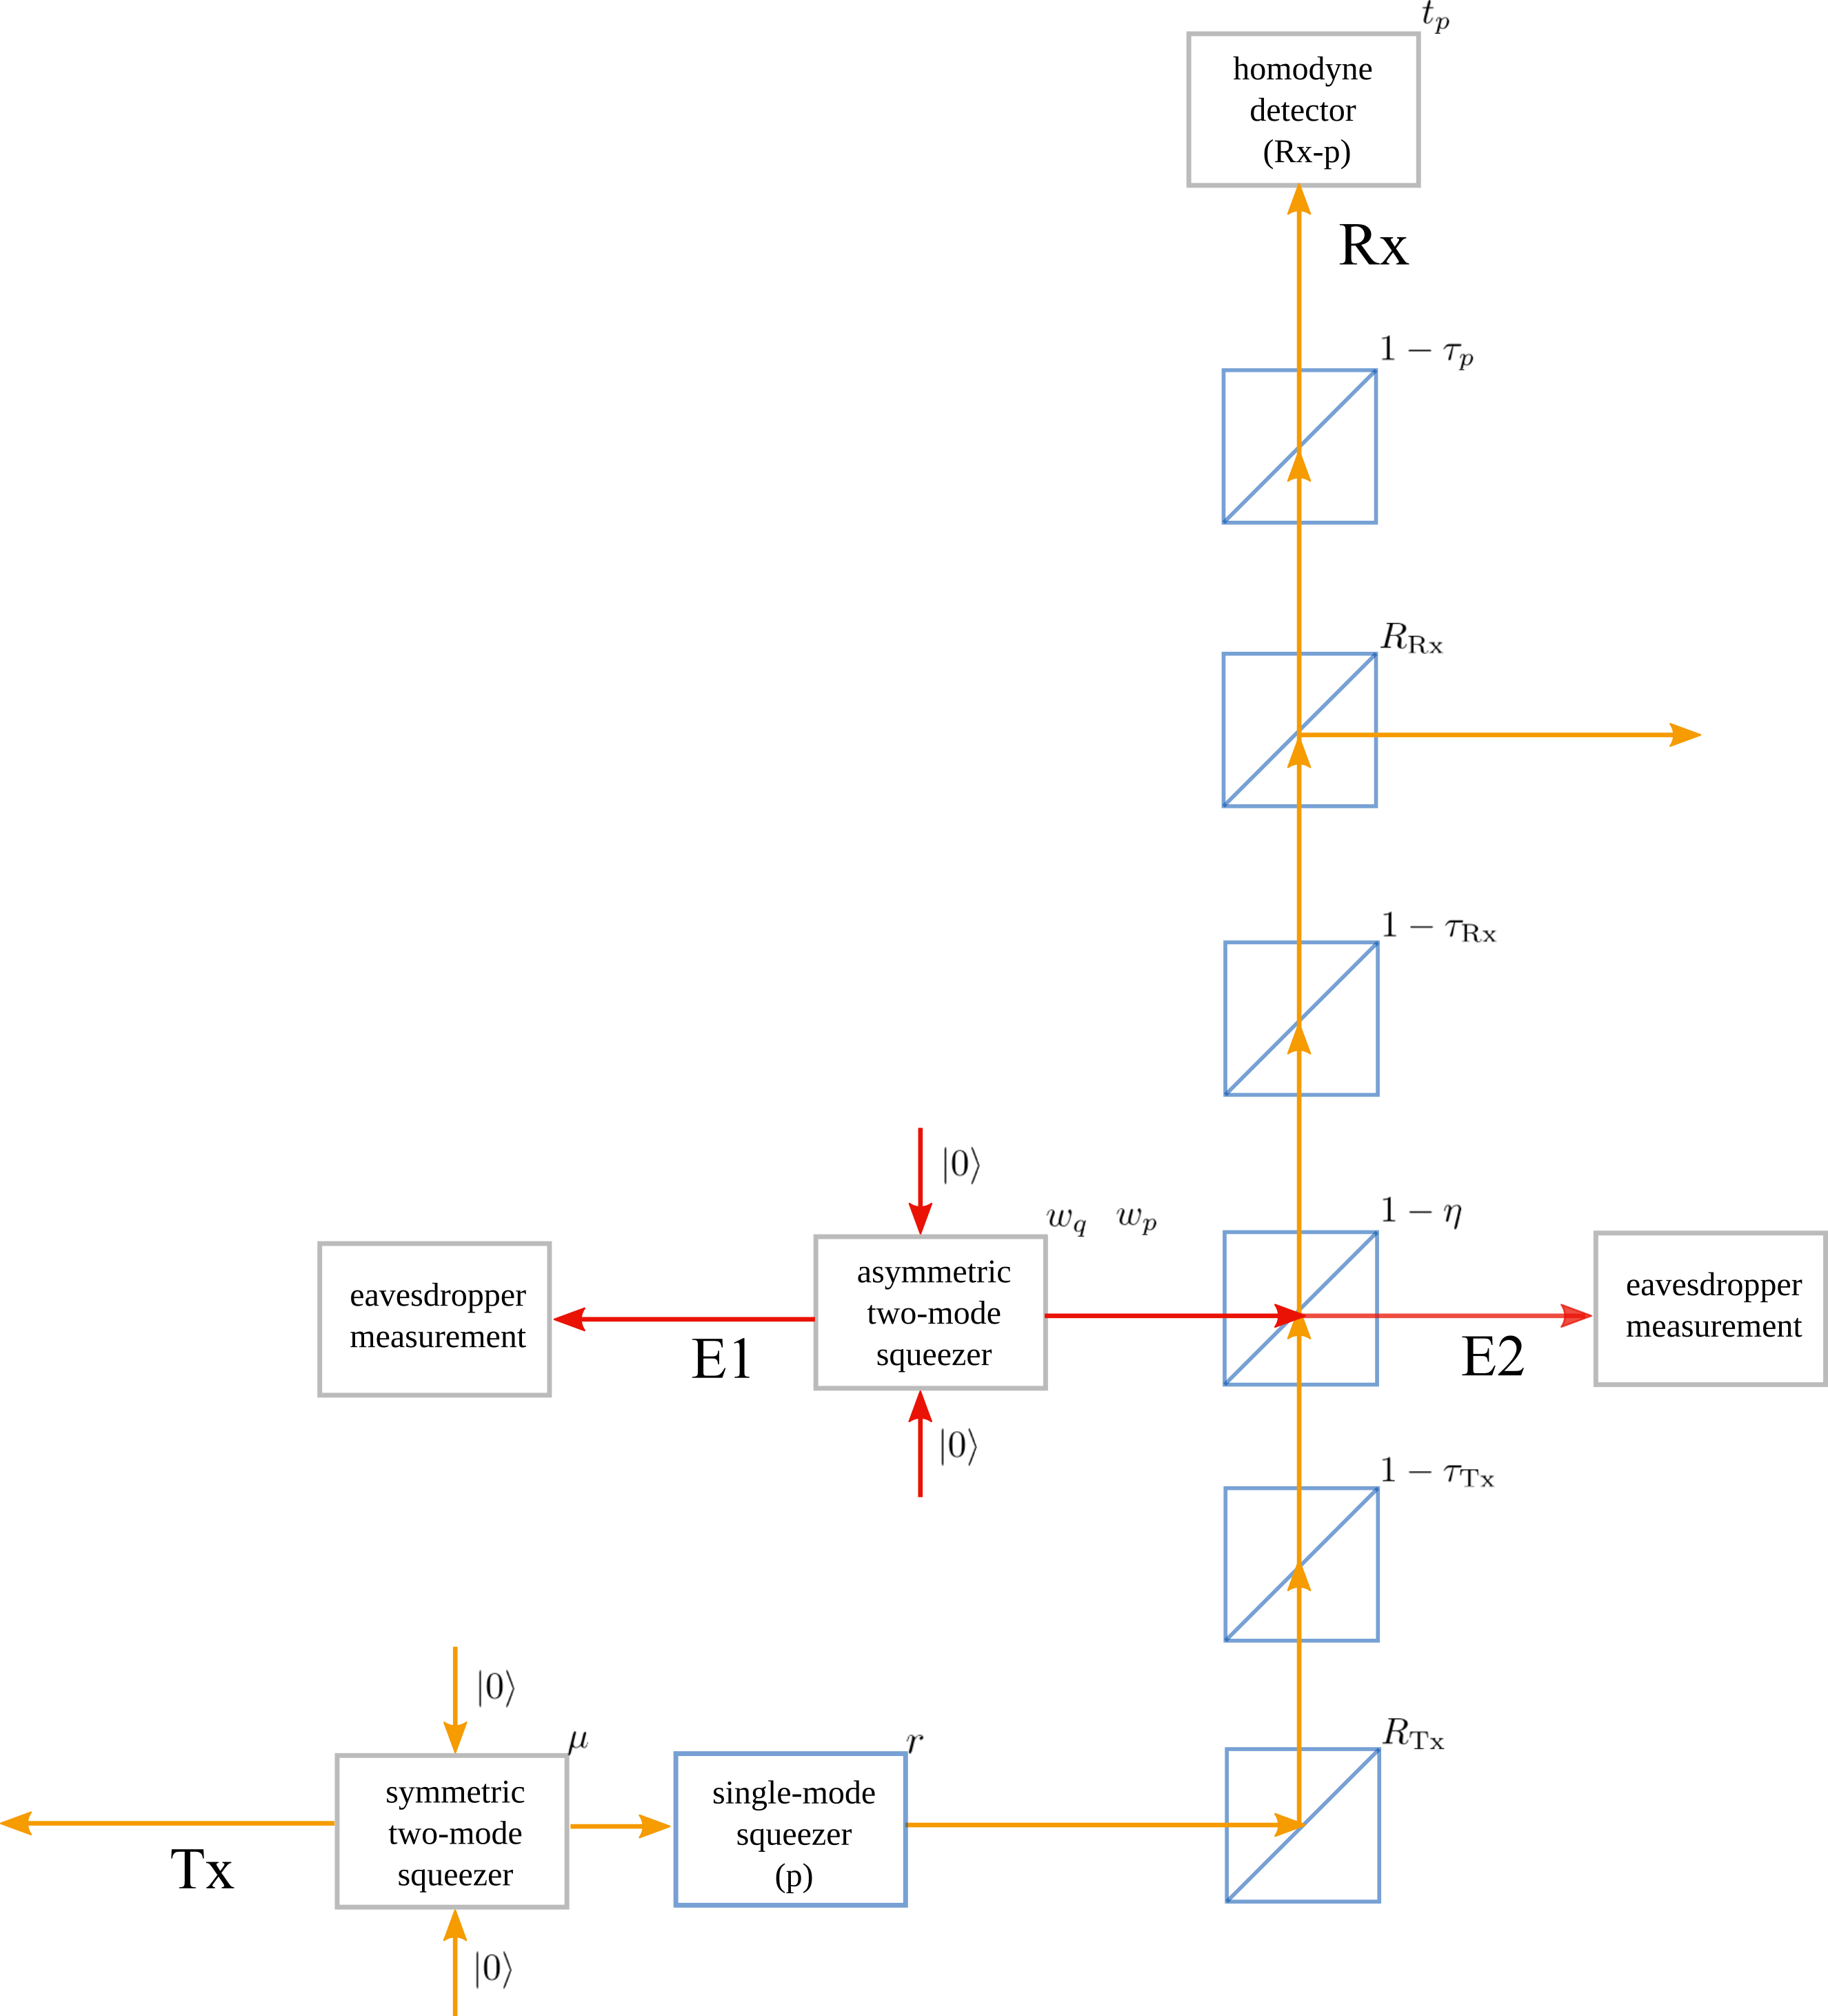 t_p
homodyne
detector
(Rx-p)
Rx
1 − τ_p
R_Rx
1 − τ_Rx
|0⟩
w_q w_p
1 − η
asymmetric
two-mode
squeezer
eavesdropper
measurement
E1
eavesdropper
measurement
E2
|0⟩
1 − τ_Tx
|0⟩
μ
symmetric
two-mode
squeezer
r
single-mode
squeezer
(p)
R_Tx
Tx
|0⟩